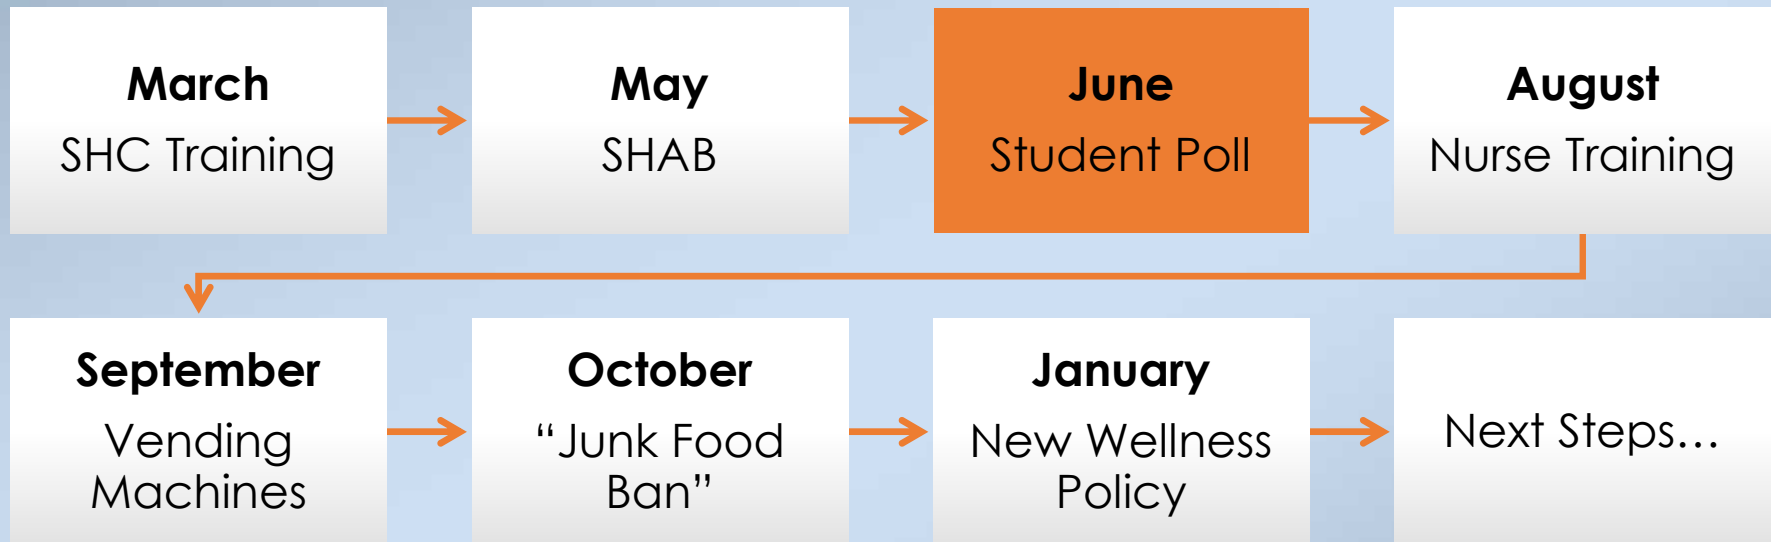 March
SHC Training
May
SHAB
June
Student Poll
August
Nurse Training
September
Vending
Machines
October
“Junk Food
Ban”
January
New Wellness
Policy
Next Steps…